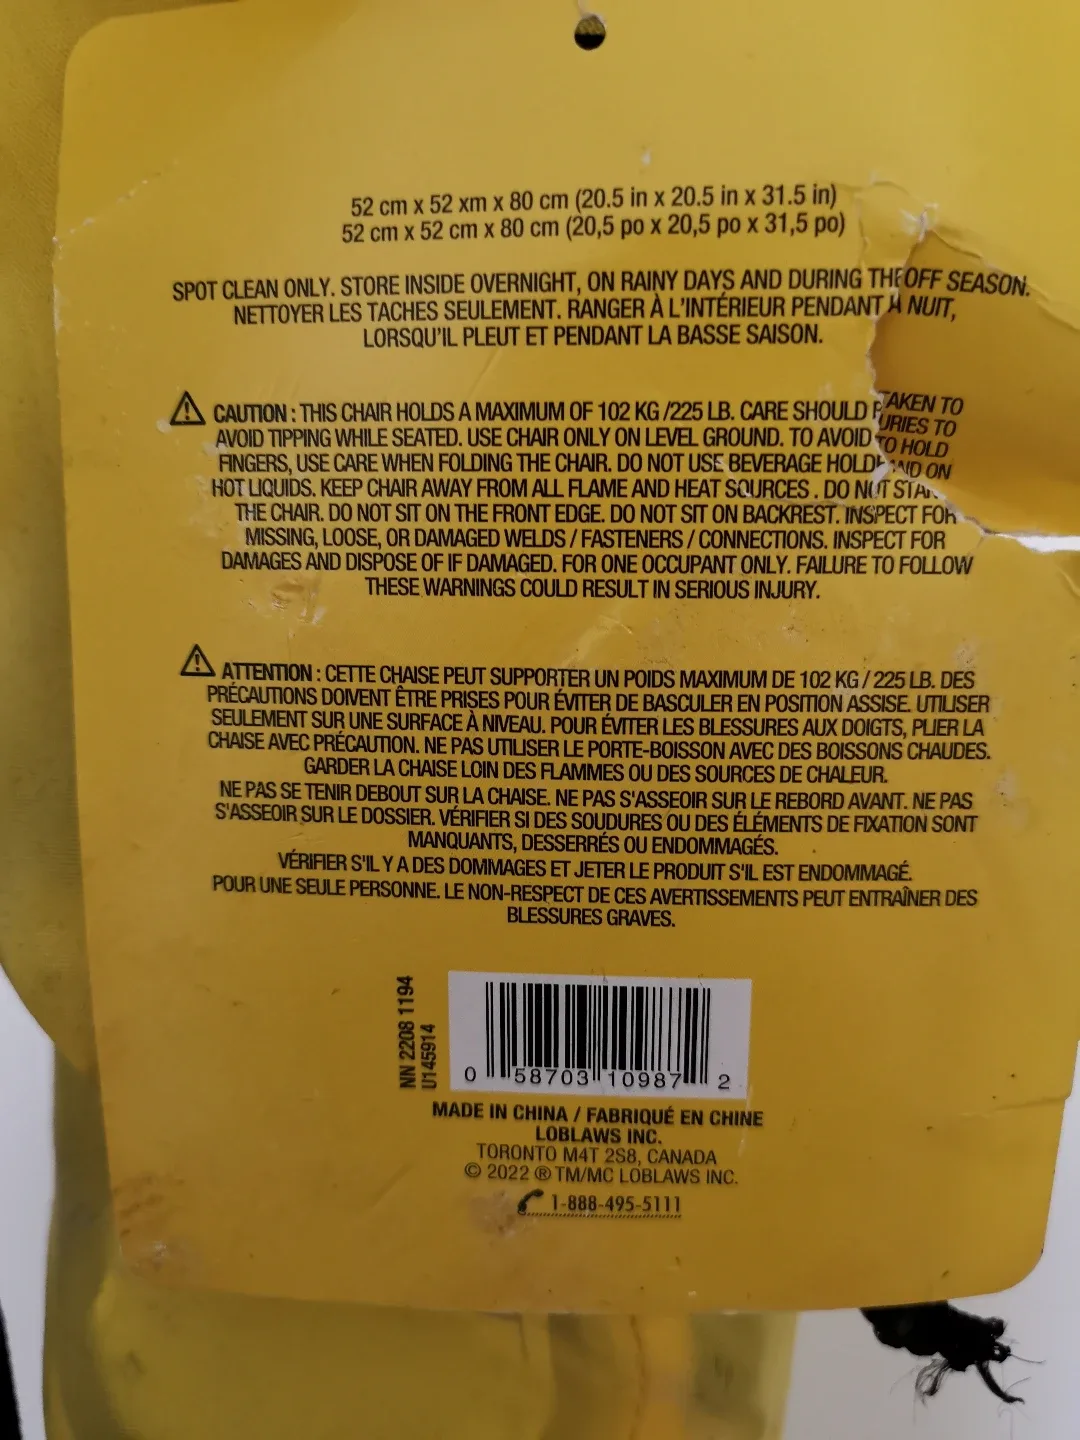 52 cm x 52 xm x 80 cm (20.5 in x 20.5 in x 31.5 in)
52 cm x 52 cm x 80 cm (20,5 po x 20,5 po x 31,5 po)
SPOT CLEAN ONLY. STORE INSIDE OVERNIGHT, ON RAINY DAYS AND DURING THE OFF SEASON.
NETTOYER LES TACHES SEULEMENT. RANGER À L'INTÉRIEUR PENDANT A NUIT,
LORSQU'IL PLEUT ET PENDANT LA BASSE SAISON.
CAUTION : THIS CHAIR HOLDS A MAXIMUM OF 102 KG /225 LB. CARE SHOULD TAKEN TO
AVOID TIPPING WHILE SEATED. USE CHAIR ONLY ON LEVEL GROUND. TO AVOID URIES TO
FINGERS, USE CARE WHEN FOLDING THE CHAIR. DO NOT USE BEVERAGE HOLD TO HOLD
HOT LIQUIDS. KEEP CHAIR AWAY FROM ALL FLAME AND HEAT SOURCES . DO NOT STAND ON
THE CHAIR. DO NOT SIT ON THE FRONT EDGE. DO NOT SIT ON BACKREST. INSPECT FOR
MISSING, LOOSE, OR DAMAGED WELDS / FASTENERS / CONNECTIONS. INSPECT FOR
DAMAGES AND DISPOSE OF IF DAMAGED. FOR ONE OCCUPANT ONLY. FAILURE TO FOLLOW
THESE WARNINGS COULD RESULT IN SERIOUS INJURY.
ATTENTION : CETTE CHAISE PEUT SUPPORTER UN POIDS MAXIMUM DE 102 KG / 225 LB. DES
PRÉCAUTIONS DOIVENT ÊTRE PRISES POUR ÉVITER DE BASCULER EN POSITION ASSISE. UTILISER
SEULEMENT SUR UNE SURFACE À NIVEAU. POUR ÉVITER LES BLESSURES AUX DOIGTS, PLIER LA
CHAISE AVEC PRÉCAUTION. NE PAS UTILISER LE PORTE-BOISSON AVEC DES BOISSONS CHAUDES.
GARDER LA CHAISE LOIN DES FLAMMES OU DES SOURCES DE CHALEUR.
NE PAS SE TENIR DEBOUT SUR LA CHAISE. NE PAS S'ASSEOIR SUR LE REBORD AVANT. NE PAS
S'ASSEOIR SUR LE DOSSIER. VÉRIFIER SI DES SOUDURES OU DES ÉLÉMENTS DE FIXATION SONT
MANQUANTS, DESSERRÉS OU ENDOMMAGÉS.
VÉRIFIER S'IL Y A DES DOMMAGES ET JETER LE PRODUIT S'IL EST ENDOMMAGÉ.
POUR UNE SEULE PERSONNE. LE NON-RESPECT DE CES AVERTISSEMENTS PEUT ENTRAÎNER DES
BLESSURES GRAVES.
NN 2208 1194
U145914
0 58703 10987 2
MADE IN CHINA / FABRIQUÉ EN CHINE
LOBLAWS INC.
TORONTO M4T 2S8, CANADA
© 2022 ® TM/MC LOBLAWS INC.
1-888-495-5111